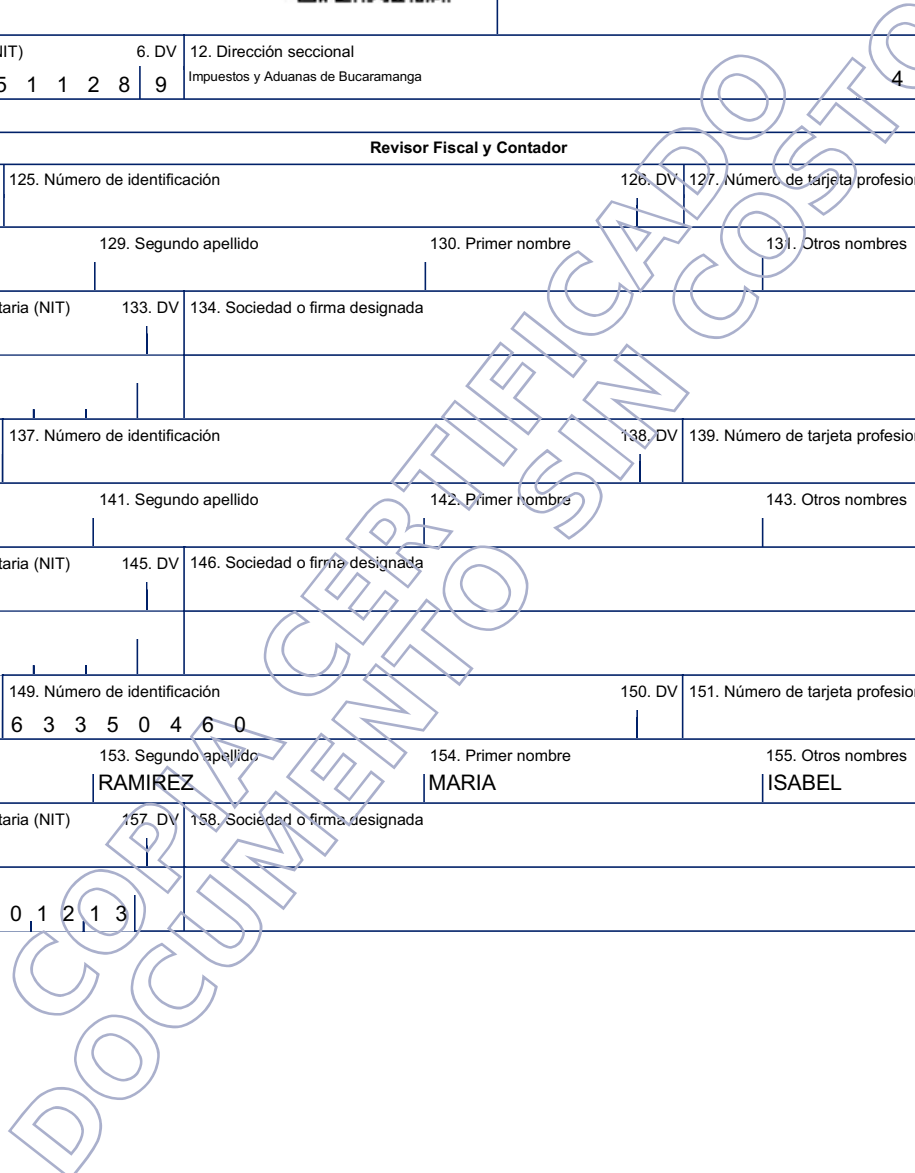 NIT) 6. DV 12. Dirección seccional
5 1 1 2 8 9 Impuestos y Aduanas de Bucaramanga 4
Revisor Fiscal y Contador
125. Número de identificación 126. DV 127. Número de tarjeta profesion
129. Segundo apellido 130. Primer nombre 131. Otros nombres
taria (NIT) 133. DV 134. Sociedad o firma designada
137. Número de identificación 138. DV 139. Número de tarjeta profesion
141. Segundo apellido 142. Primer nombre 143. Otros nombres
taria (NIT) 145. DV 146. Sociedad o firma designada
149. Número de identificación 150. DV 151. Número de tarjeta profesion
6 3 3 5 0 4 6 0
153. Segundo apellido 154. Primer nombre 155. Otros nombres
RAMIREZ MARIA ISABEL
taria (NIT) 157. DV 158. Sociedad o firma designada
0 1 2 1 3
COPIA CERTIFICADO
DOCUMENTO SIN COSTO